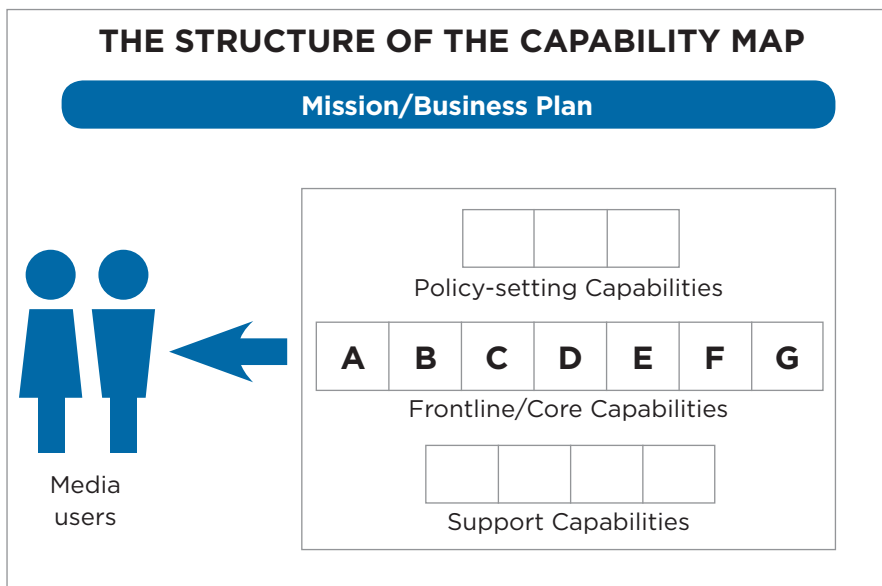 THE STRUCTURE OF THE CAPABILITY MAP
Mission/Business Plan
Policy-setting Capabilities
A B C D E F G
Frontline/Core Capabilities
Support Capabilities
Media
users